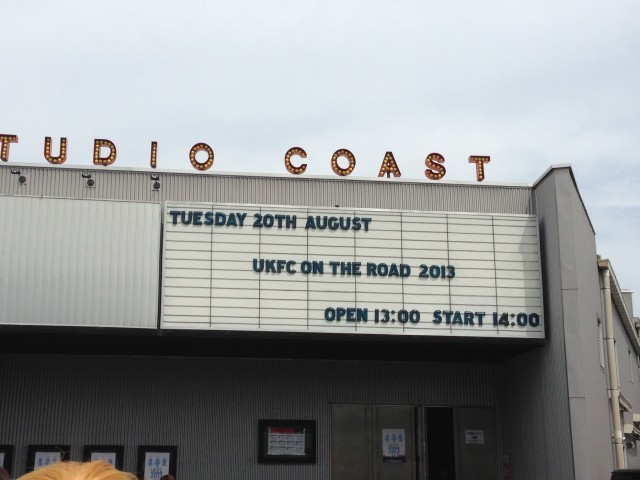 TUDIO COAST
TUESDAY 20TH AUGUST
UKFC ON THE ROAD 2013
OPEN 13:00 START 14:00